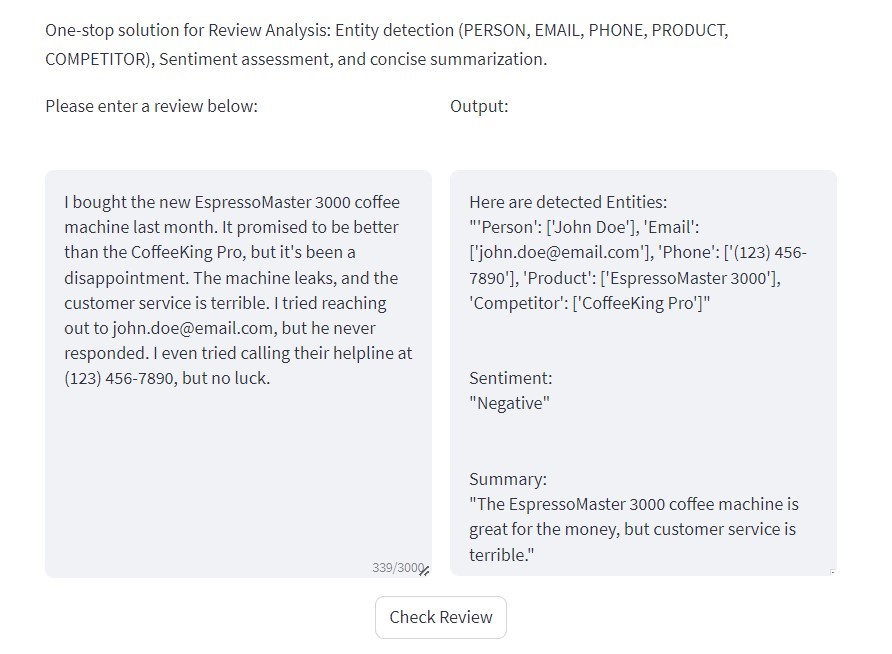 One-stop solution for Review Analysis: Entity detection (PERSON, EMAIL, PHONE, PRODUCT,
COMPETITOR), Sentiment assessment, and concise summarization.
Please enter a review below:
I bought the new EspressoMaster 3000 coffee
machine last month. It promised to be better
than the CoffeeKing Pro, but it's been a
disappointment. The machine leaks, and the
customer service is terrible. I tried reaching
out to john.doe@email.com, but he never
responded. I even tried calling their helpline at
(123) 456-7890, but no luck.
339/3000
Output:
Here are detected Entities:
"'Person': ['John Doe'], 'Email':
['john.doe@email.com'], 'Phone': ['(123) 456-
7890'], 'Product': ['EspressoMaster 3000'],
'Competitor': ['CoffeeKing Pro']"
Sentiment:
"Negative"
Summary:
"The EspressoMaster 3000 coffee machine is
great for the money, but customer service is
terrible."
Check Review